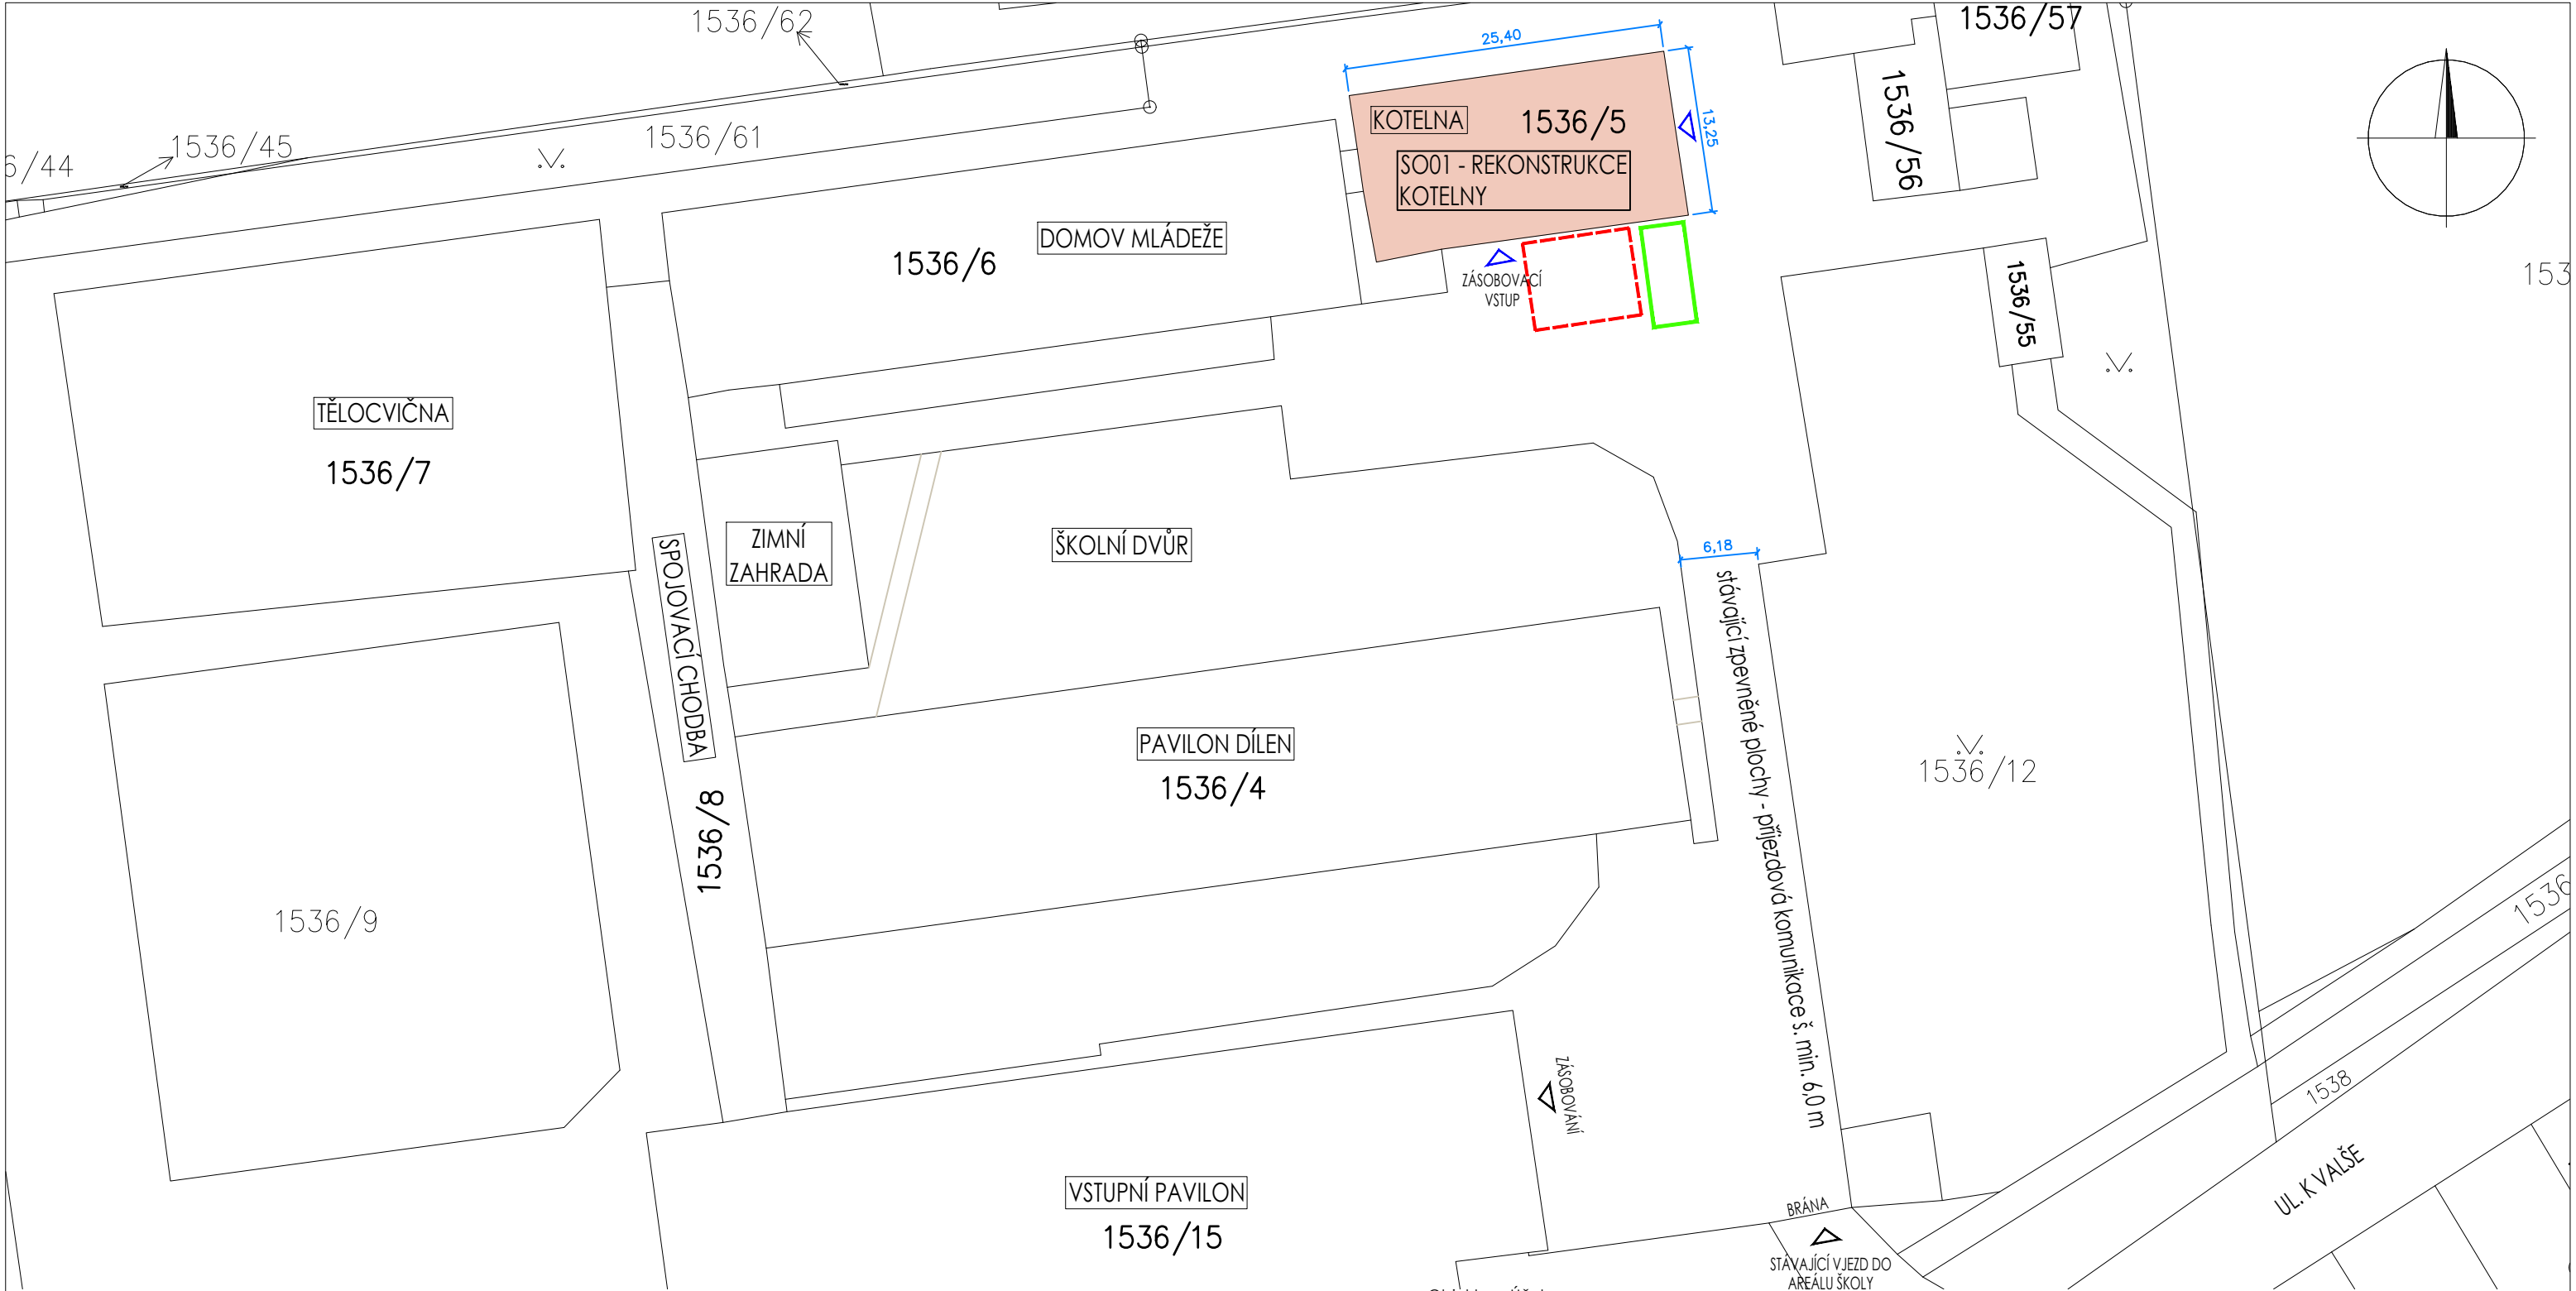 1536/62
25,40
1536/57
6/44
1536/45
1536/61
KOTELNA
1536/5
13,25
1536/56
SO01 - REKONSTRUKCE
KOTELNY
DOMOV MLÁDEŽE
1536/6
ZÁSOBOVACÍ
VSTUP
1536/55
153
TĚLOCVIČNA
1536/7
ZIMNÍ
ZAHRADA
ŠKOLNÍ DVŮR
6,18
SPOJOVACÍ CHODBA
1536/8
stávající zpevněné plochy - příjezdová komunikace š. min. 6,0 m
PAVILON DÍLEN
1536/4
1536/12
1536/9
1536
1538
ZÁSOBOVÁNÍ
UL. K VALŠE
VSTUPNÍ PAVILON
1536/15
BRÁNA
STÁVAJÍCÍ VJEZD DO
AREÁLU ŠKOLY